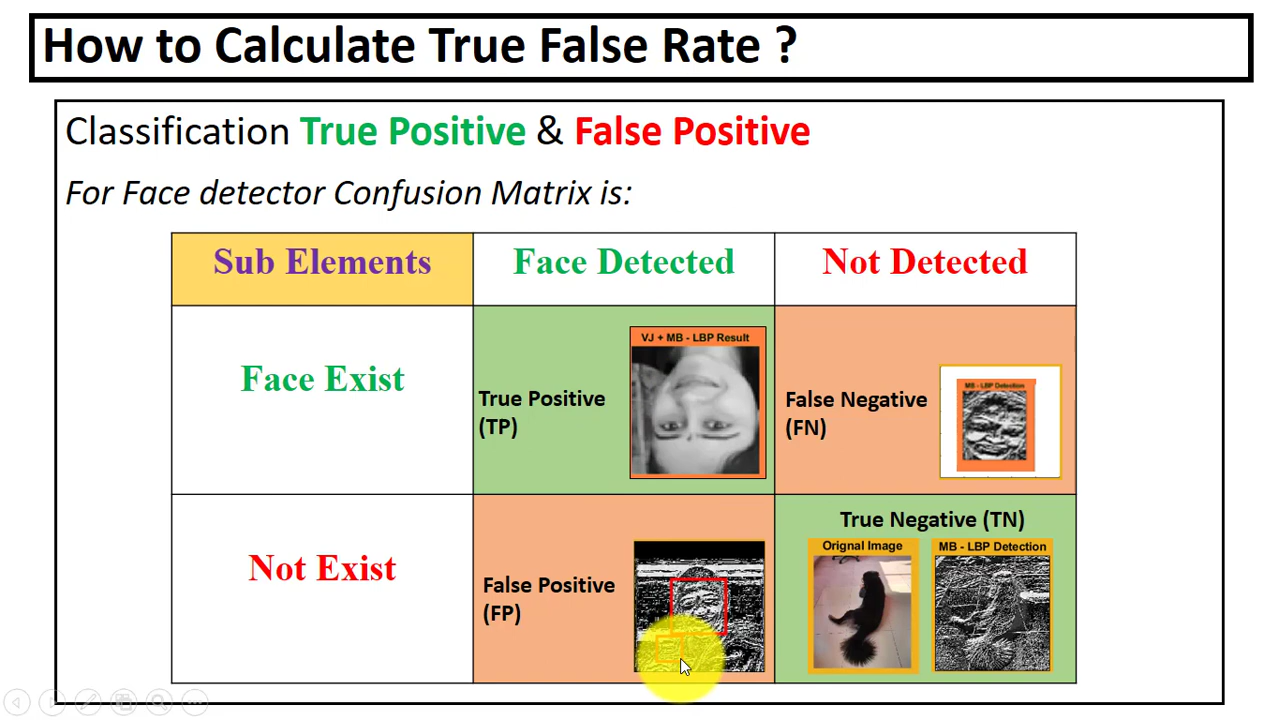 How to Calculate True False Rate ?
Classification True Positive & False Positive
For Face detector Confusion Matrix is:
Sub Elements
Face Detected
Not Detected
Face Exist
True Positive
(TP)
VJ + MB - LBP Result
False Negative
(FN)
MB - LBP Detection
Not Exist
False Positive
(FP)
True Negative (TN)
Orignal Image
MB - LBP Detection